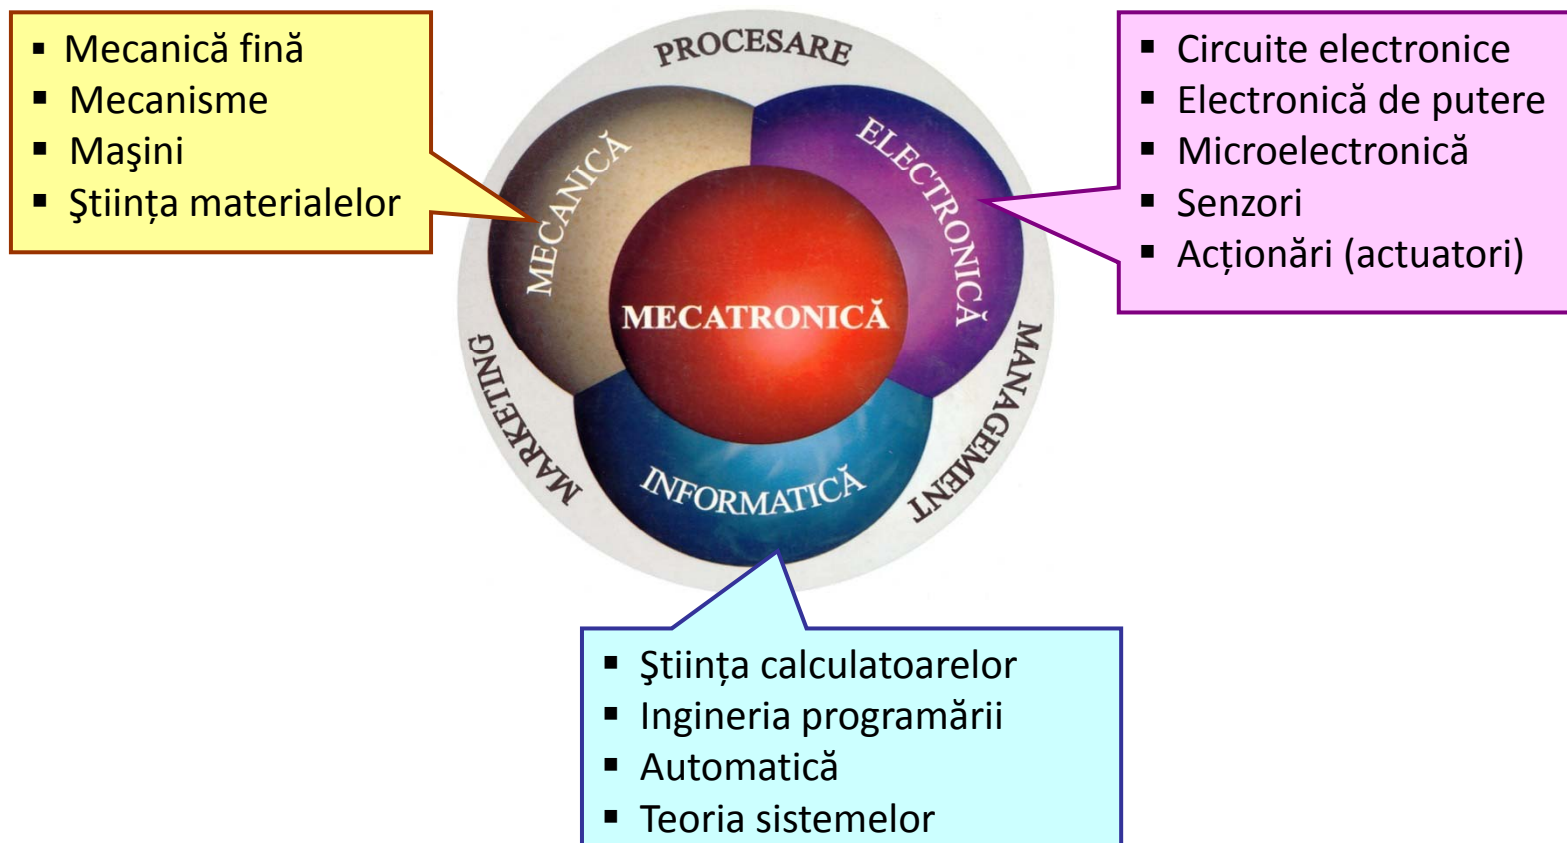 ▪ Mecanică fină
▪ Mecanisme
▪ Maşini
▪ Ştiința materialelor
PROCESARE
MECANICĂ
ELECTRONICĂ
MECATRONICĂ
INFORMATICĂ
MARKETING
MANAGEMENT
▪ Circuite electronice
▪ Electronică de putere
▪ Microelectronică
▪ Senzori
▪ Acționări (actuatori)
▪ Ştiința calculatoarelor
▪ Ingineria programării
▪ Automatică
▪ Teoria sistemelor